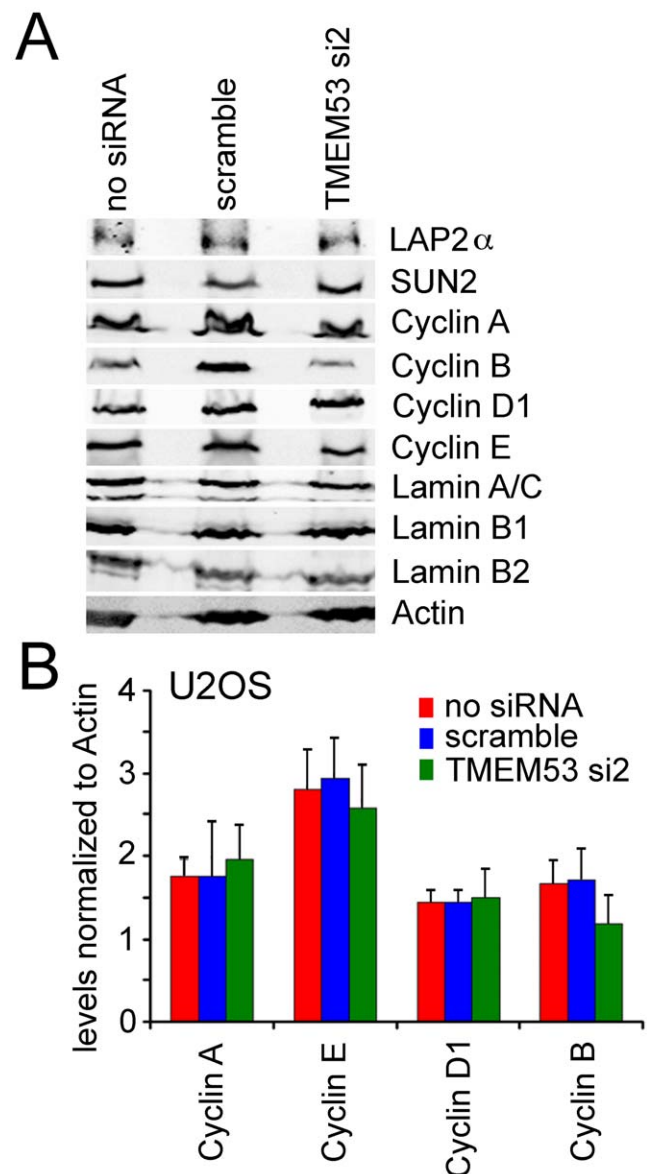 A
no siRNA
scramble
TMEM53 si2
LAP2α
SUN2
Cyclin A
Cyclin B
Cyclin D1
Cyclin E
Lamin A/C
Lamin B1
Lamin B2
Actin
B
U2OS
levels normalized to Actin
4
3
2
1
0
no siRNA
scramble
TMEM53 si2
Cyclin A
Cyclin E
Cyclin D1
Cyclin B